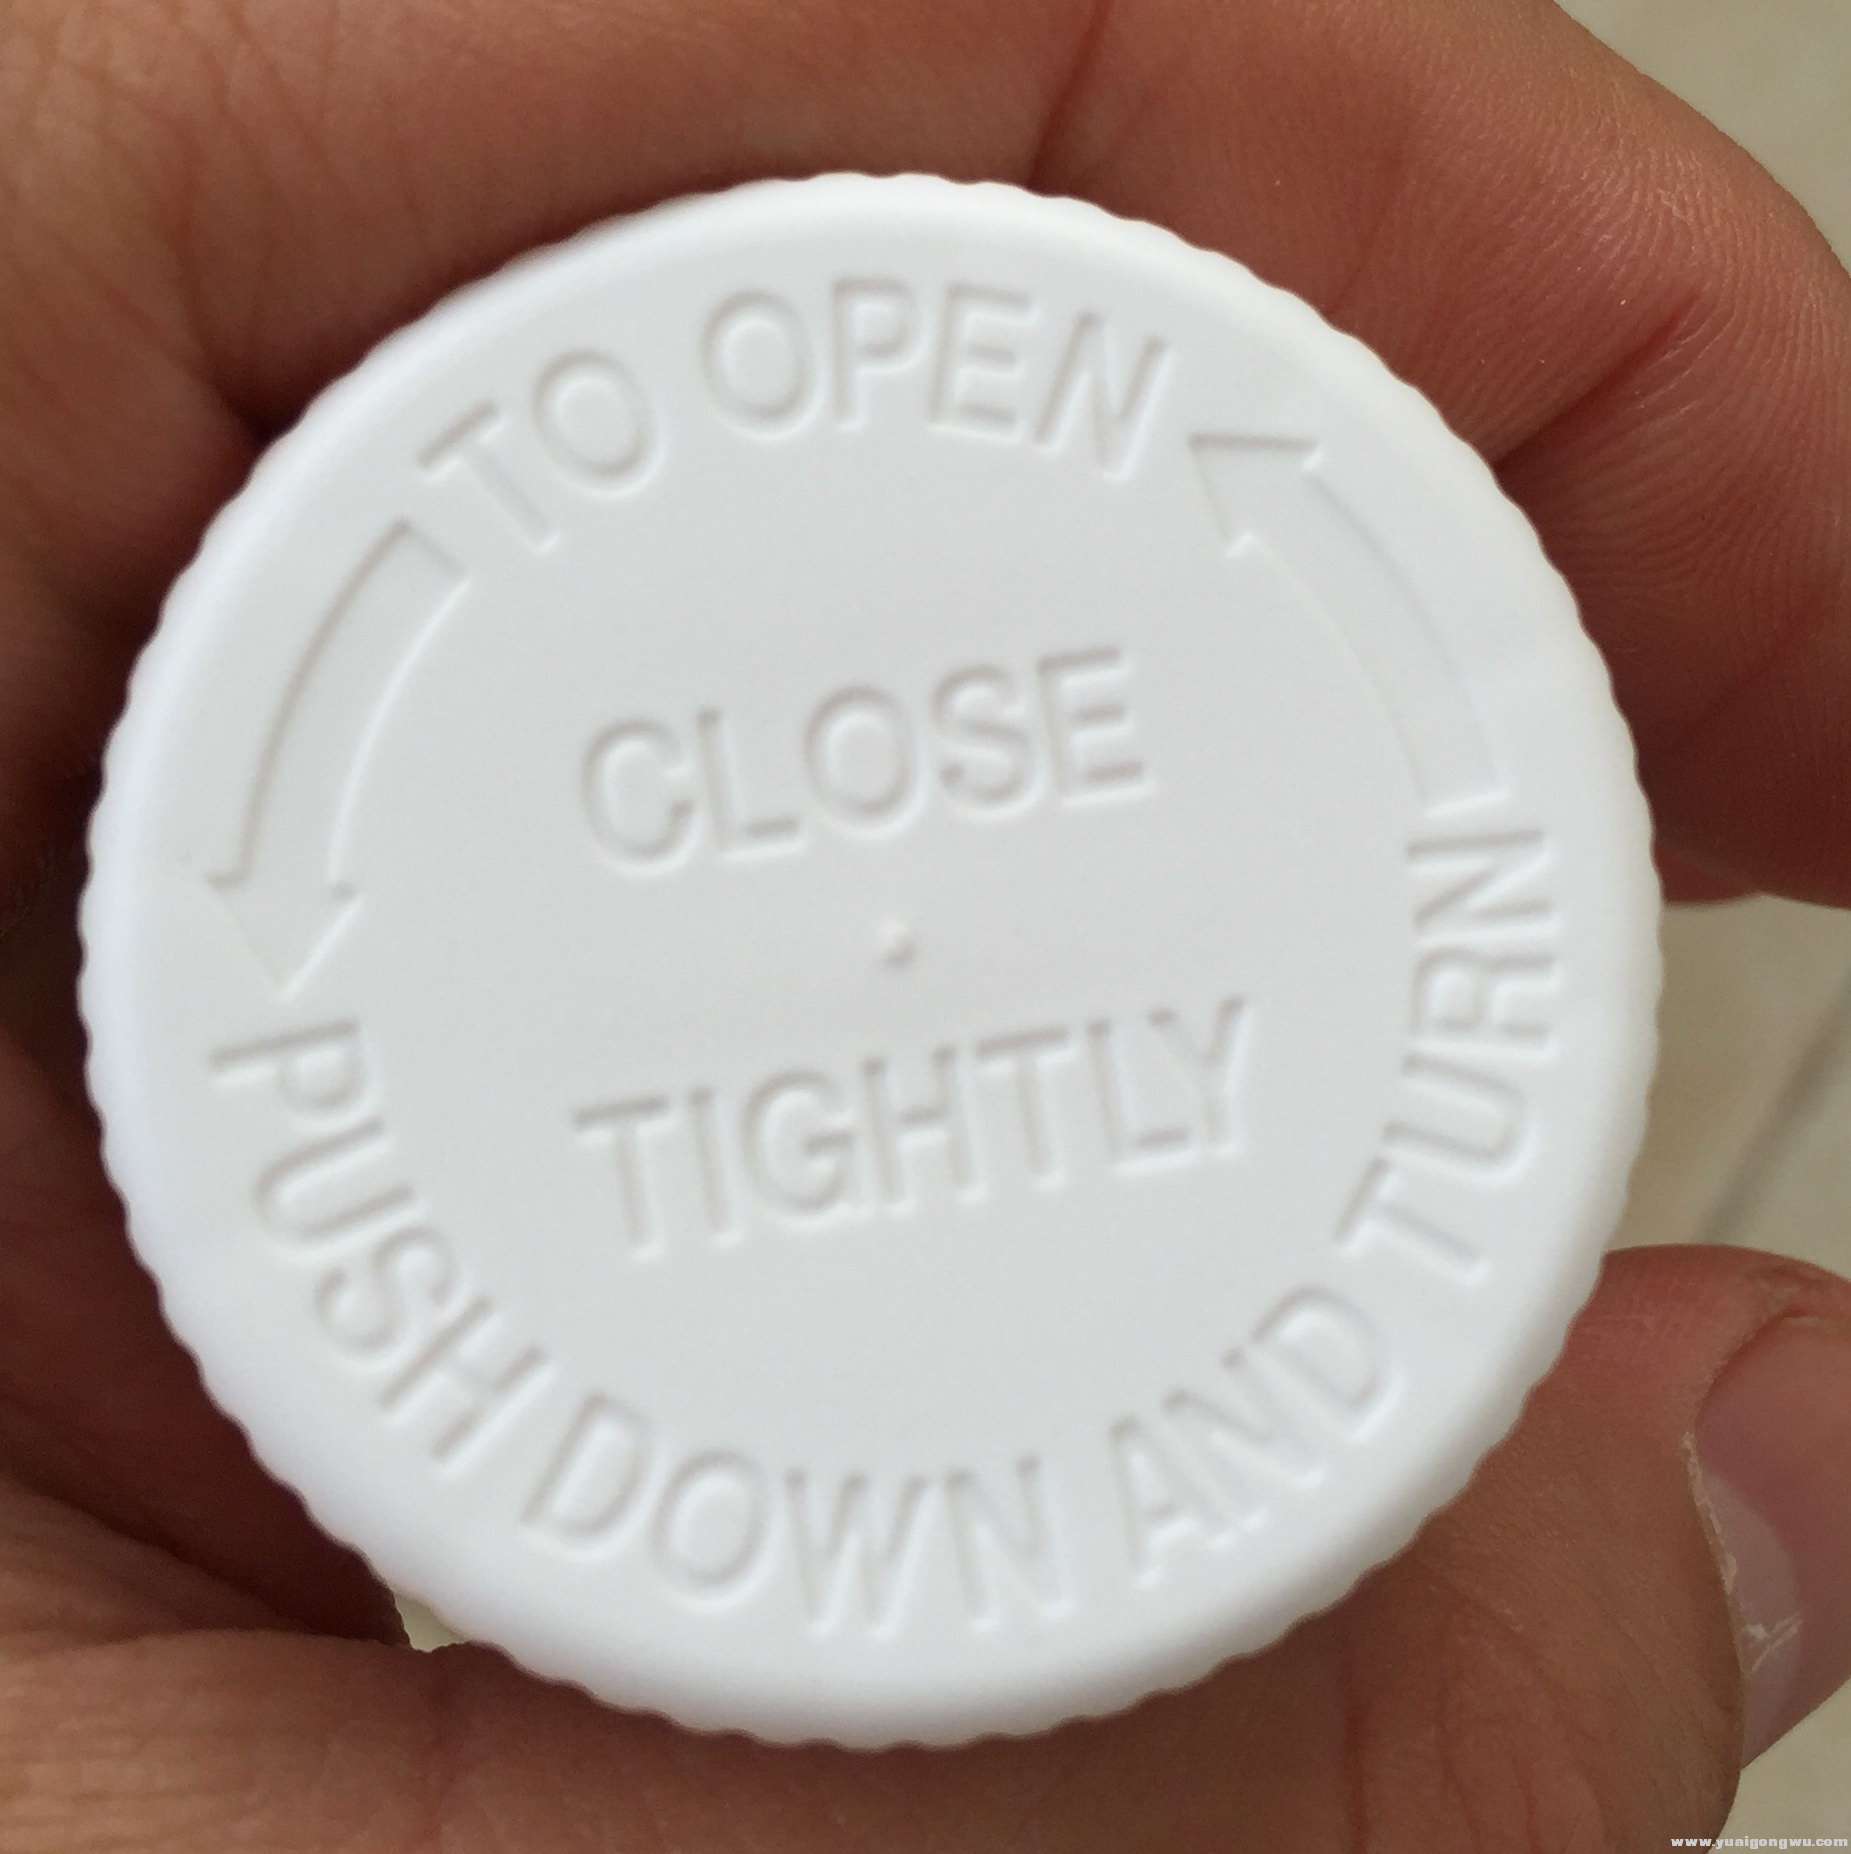 TO OPEN
CLOSE
TIGHTLY
PUSH DOWN AND TURN
www.yuaigongwu.com